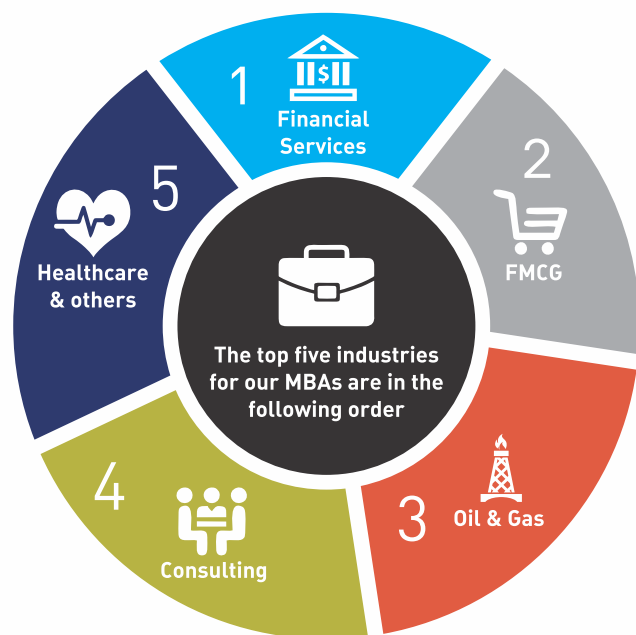 1
$
Financial
Services
2
FMCG
3
Oil & Gas
4
Consulting
5
Healthcare
& others
The top five industries
for our MBAs are in the
following order